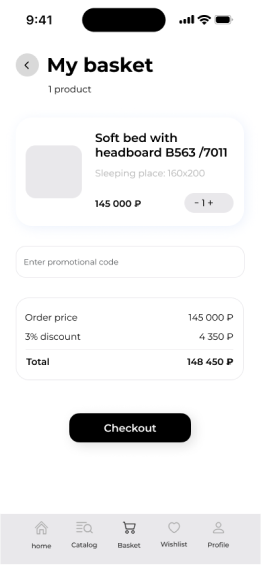 9:41
My basket
1 product
Soft bed with
headboard B563 /7011
Sleeping place: 160x200
145 000 ₽
- 1 +
Enter promotional code
Order price 145 000 ₽
3% discount 4 350 ₽
Total 148 450 ₽
Checkout
home Catalog Basket Wishlist Profile